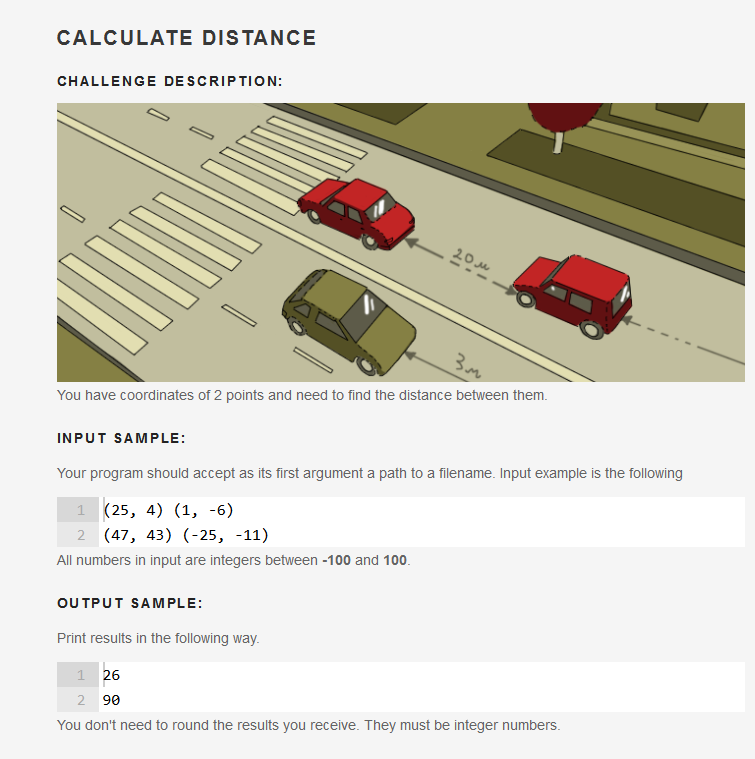 CALCULATE DISTANCE
CHALLENGE DESCRIPTION:
20 м
3 м
You have coordinates of 2 points and need to find the distance between them.
INPUT SAMPLE:
Your program should accept as its first argument a path to a filename. Input example is the following
1 (25, 4) (1, -6)
2 (47, 43) (-25, -11)
All numbers in input are integers between -100 and 100.
OUTPUT SAMPLE:
Print results in the following way.
1 26
2 90
You don't need to round the results you receive. They must be integer numbers.